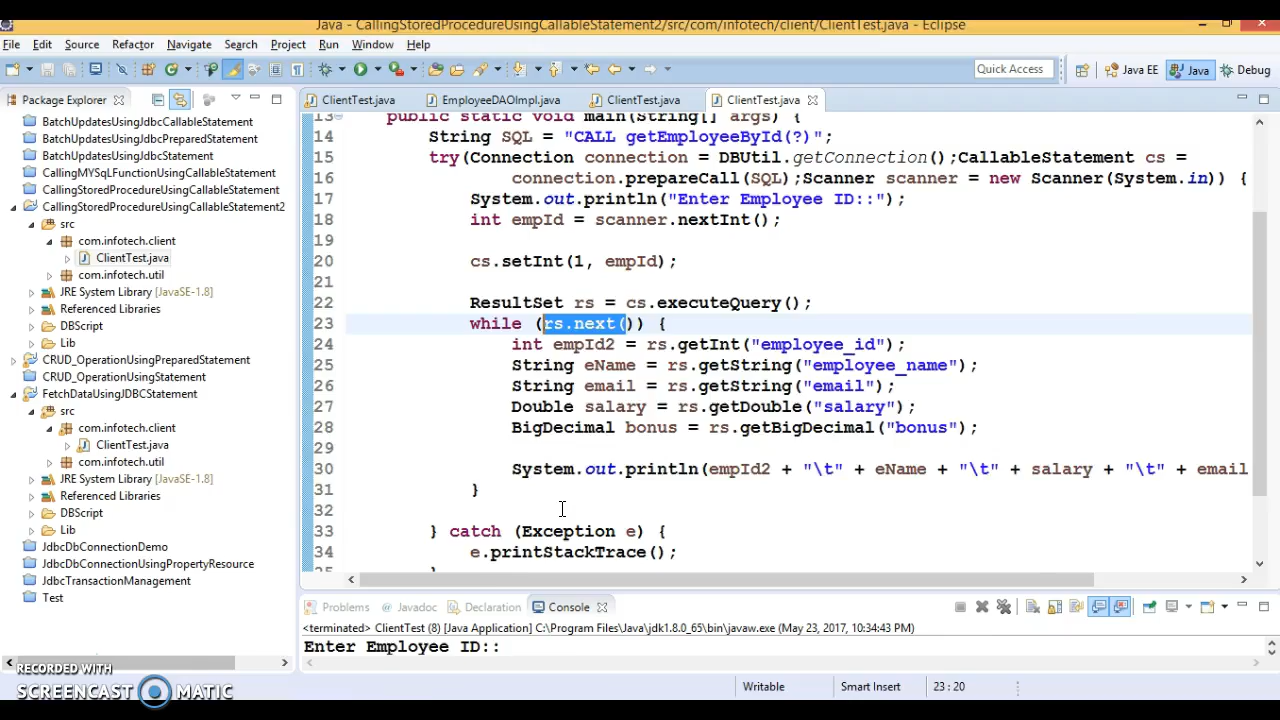 Java - CallingStoredProcedureUsingCallableStatement2/src/com/infotech/client/ClientTest.java - Eclipse
File Edit Source Refactor Navigate Search Project Run Window Help
Quick Access Java EE Java Debug
Package Explorer
ClientTest.java EmployeeDAOImpl.java ClientTest.java ClientTest.java
BatchUpdatesUsingJdbcCallableStatement
BatchUpdatesUsingJdbcPreparedStatement
BatchUpdatesUsingJdbcStatement
CallingMYSqLFunctionUsingCallableStatement
CallingStoredProcedureUsingCallableStatement
CallingStoredProcedureUsingCallableStatement2
src
com.infotech.client
ClientTest.java
com.infotech.util
JRE System Library [JavaSE-1.8]
Referenced Libraries
DBScript
Lib
CRUD_OperationUsingPreparedStatement
CRUD_OperationUsingStatement
FetchDataUsingJDBCStatement
src
com.infotech.client
ClientTest.java
com.infotech.util
JRE System Library [JavaSE-1.8]
Referenced Libraries
DBScript
Lib
JdbcDbConnectionDemo
JdbcDbConnectionUsingPropertyResource
JdbcTransactionManagement
Test
13 public static void main(String[] args) {
14 String SQL = "CALL getEmployeeById(?)";
15 try(Connection connection = DBUtil.getConnection();CallableStatement cs =
16 connection.prepareCall(SQL);Scanner scanner = new Scanner(System.in)) {
17 System.out.println("Enter Employee ID::");
18 int empId = scanner.nextInt();
19
20 cs.setInt(1, empId);
21
22 ResultSet rs = cs.executeQuery();
23 while (rs.next()) {
24 int empId2 = rs.getInt("employee_id");
25 String eName = rs.getString("employee_name");
26 String email = rs.getString("email");
27 Double salary = rs.getDouble("salary");
28 BigDecimal bonus = rs.getBigDecimal("bonus");
29
30 System.out.println(empId2 + "\t" + eName + "\t" + salary + "\t" + email
31 }
32
33 } catch (Exception e) {
34 e.printStackTrace();
35 }
Problems Javadoc Declaration Console
<terminated> ClientTest (8) [Java Application] C:\Program Files\Java\jdk1.8.0_65\bin\javaw.exe (May 23, 2017, 10:34:43 PM)
Enter Employee ID::
Writable Smart Insert 23 : 20
RECORDED WITH
SCREENCAST MATIC